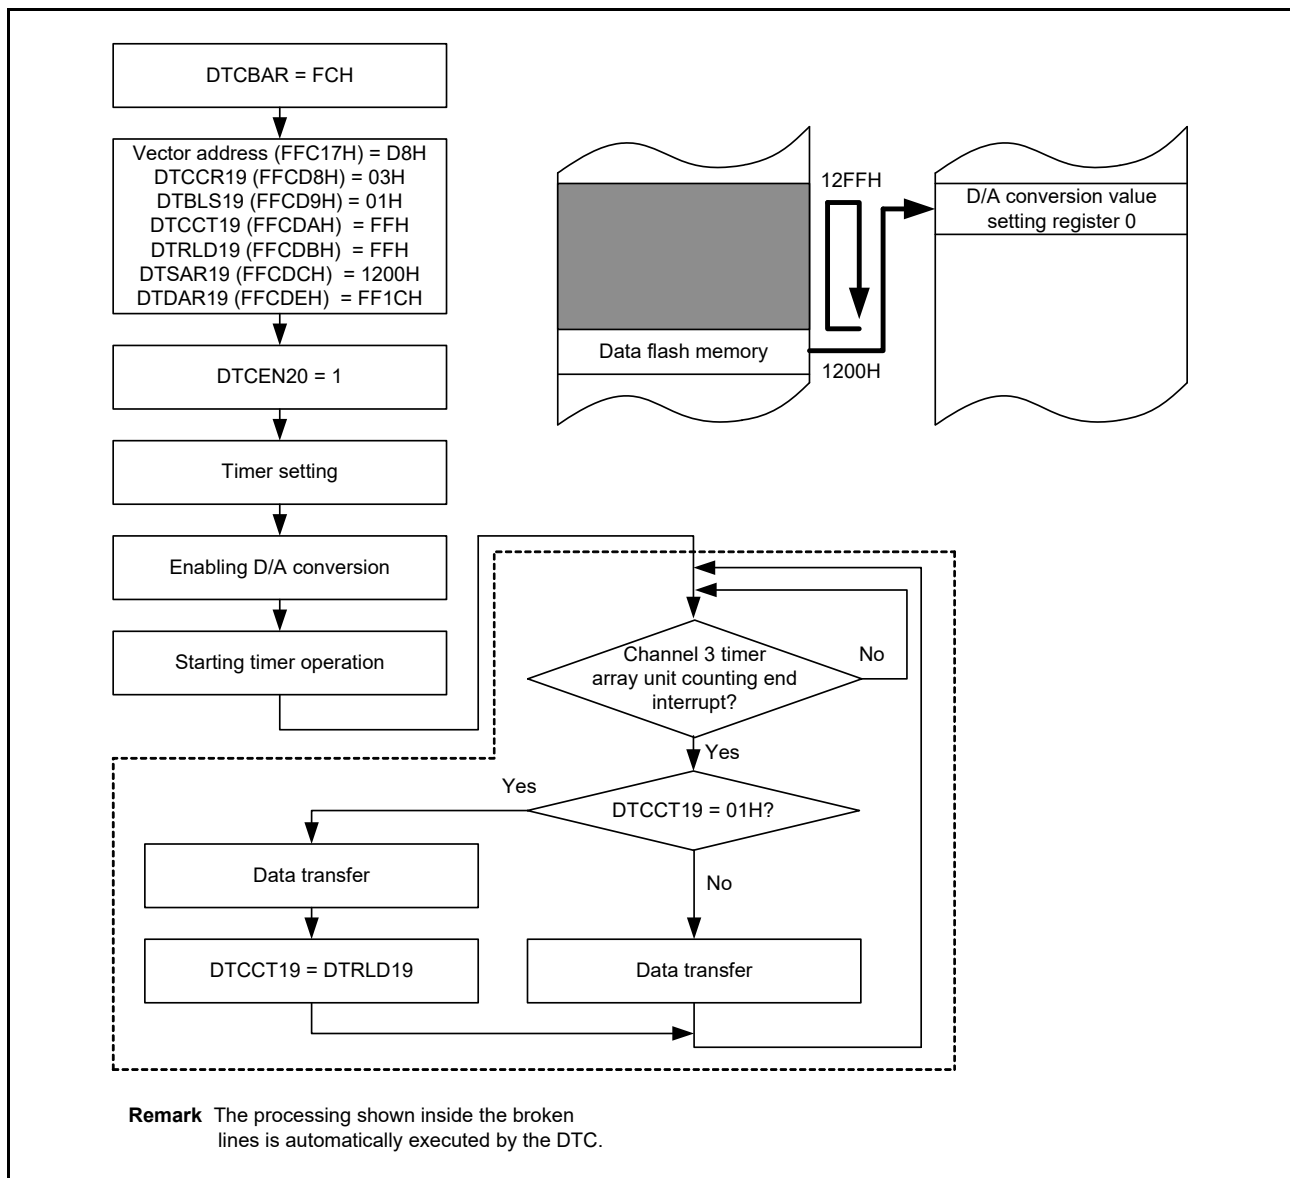 DTCBAR = FCH
Vector address (FFC17H) = D8H
DTCCR19 (FFCD8H) = 03H
DTBLS19 (FFCD9H) = 01H
DTCCT19 (FFCDAH) = FFH
DTRLD19 (FFCDBH) = FFH
DTSAR19 (FFCDCH) = 1200H
DTDAR19 (FFCDEH) = FF1CH
DTCEN20 = 1
Timer setting
Enabling D/A conversion
Starting timer operation
12FFH
D/A conversion value
setting register 0
Data flash memory
1200H
Channel 3 timer
array unit counting end
interrupt?
No
Yes
DTCCT19 = 01H?
Yes
No
Data transfer
DTCCT19 = DTRLD19
Data transfer
Remark The processing shown inside the broken
lines is automatically executed by the DTC.